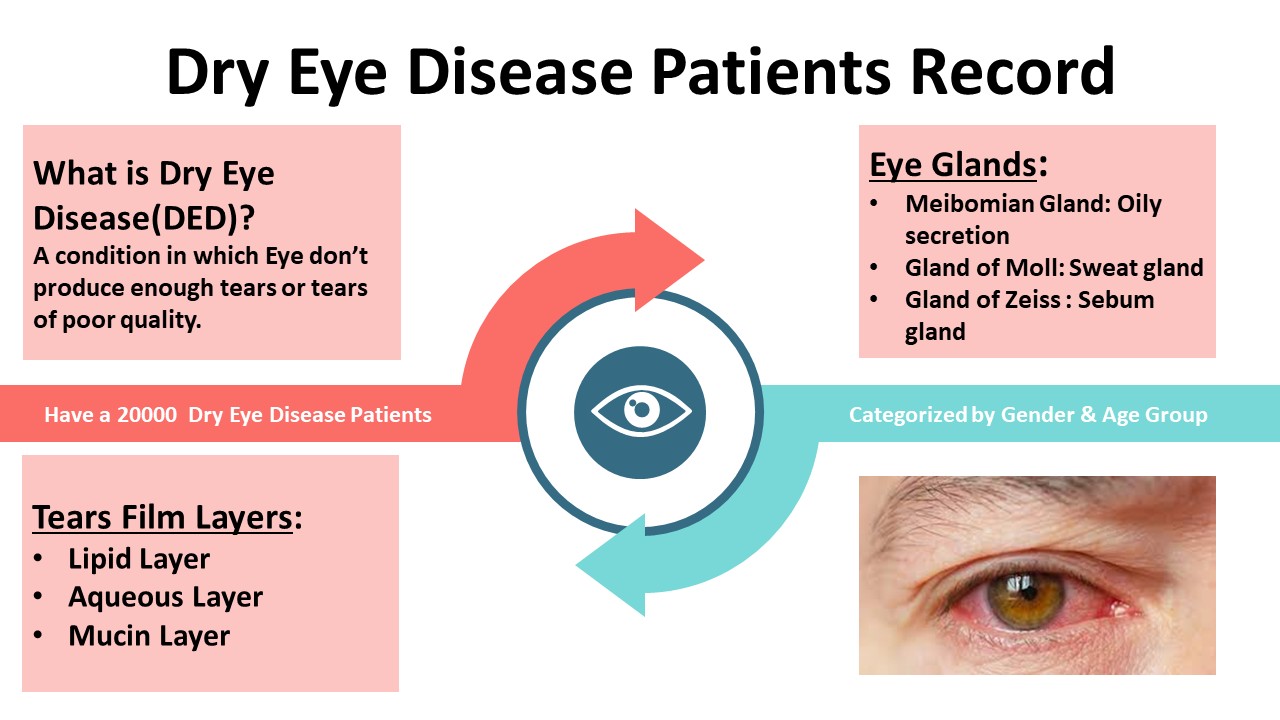 Dry Eye Disease Patients Record
What is Dry Eye
Disease(DED)?
A condition in which Eye don't
produce enough tears or tears
of poor quality.
Eye Glands:
• Meibomian Gland: Oily
secretion
• Gland of Moll: Sweat gland
• Gland of Zeiss : Sebum
gland
Have a 20000  Dry Eye Disease Patients
Categorized by Gender & Age Group
Tears Film Layers:
• Lipid Layer
• Aqueous Layer
• Mucin Layer